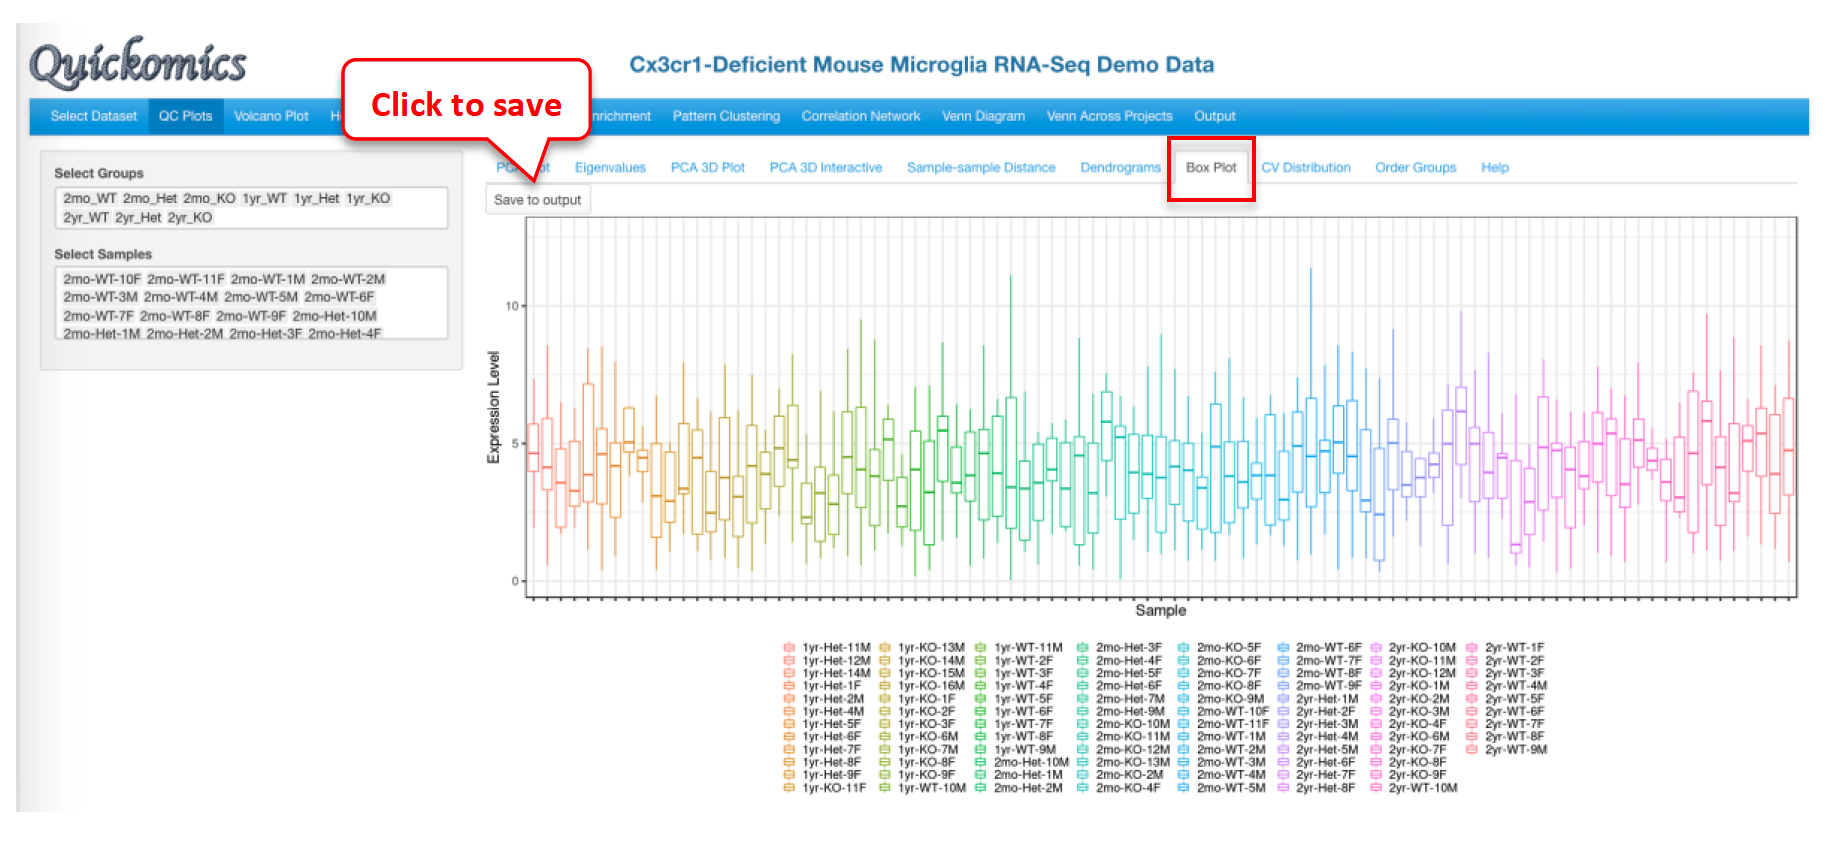 Quickomics
Cx3cr1-Deficient Mouse Microglia RNA-Seq Demo Data
Click to save
Select Dataset QC Plots Volcano Plot Pattern Clustering Correlation Network Venn Diagram Venn Across Projects Output
Eigenvalues PCA 3D Plot PCA 3D Interactive Sample-sample Distance Dendrograms Box Plot CV Distribution Order Groups Help
Save to output
Select Groups
2mo_WT 2mo_Het 2mo_KO 1yr_WT 1yr_Het 1yr_KO
2yr_WT 2yr_Het 2yr_KO
Select Samples
2mo-WT-10F 2mo-WT-11F 2mo-WT-1M 2mo-WT-2M
2mo-WT-3M 2mo-WT-4M 2mo-WT-5M 2mo-WT-6F
2mo-WT-7F 2mo-WT-8F 2mo-WT-9F 2mo-Het-10M
2mo-Het-1M 2mo-Het-2M 2mo-Het-3F 2mo-Het-4F
Expression Level
10
5
0
Sample
1yr-Het-11M 1yr-KO-13M 1yr-WT-11M 2mo-Het-3F 2mo-KO-5F 2mo-WT-6F 2yr-KO-10M 2yr-WT-1F
1yr-Het-12M 1yr-KO-14M 1yr-WT-2F 2mo-Het-4F 2mo-KO-6F 2mo-WT-7F 2yr-KO-11M 2yr-WT-2F
1yr-Het-14M 1yr-KO-15M 1yr-WT-3F 2mo-Het-5F 2mo-KO-7F 2mo-WT-8F 2yr-KO-12M 2yr-WT-3F
1yr-Het-1F 1yr-KO-16M 1yr-WT-4F 2mo-Het-6F 2mo-KO-8F 2mo-WT-9F 2yr-KO-1M 2yr-WT-4M
1yr-Het-2M 1yr-KO-1F 1yr-WT-5F 2mo-Het-7M 2mo-KO-9M 2yr-Het-1M 2yr-KO-2M 2yr-WT-5F
1yr-Het-4M 1yr-KO-2F 1yr-WT-6F 2mo-Het-9M 2mo-WT-10F 2yr-Het-2F 2yr-KO-3M 2yr-WT-6F
1yr-Het-5F 1yr-KO-3F 1yr-WT-7F 2mo-KO-10M 2mo-WT-11F 2yr-Het-3M 2yr-KO-4F 2yr-WT-7F
1yr-Het-6F 1yr-KO-6M 1yr-WT-8F 2mo-KO-11M 2mo-WT-1M 2yr-Het-4M 2yr-KO-6M 2yr-WT-8F
1yr-Het-7F 1yr-KO-7M 1yr-WT-9M 2mo-KO-12M 2mo-WT-2M 2yr-Het-5M 2yr-KO-7F 2yr-WT-9M
1yr-Het-8F 1yr-KO-8F 2mo-Het-10M 2mo-KO-13M 2mo-WT-3M 2yr-Het-6F 2yr-KO-8F
1yr-Het-9F 1yr-KO-9F 2mo-Het-1M 2mo-KO-2M 2mo-WT-4M 2yr-Het-7F 2yr-KO-9F
1yr-KO-11F 1yr-WT-10M 2mo-Het-2M 2mo-KO-4F 2mo-WT-5M 2yr-Het-8F 2yr-WT-10M